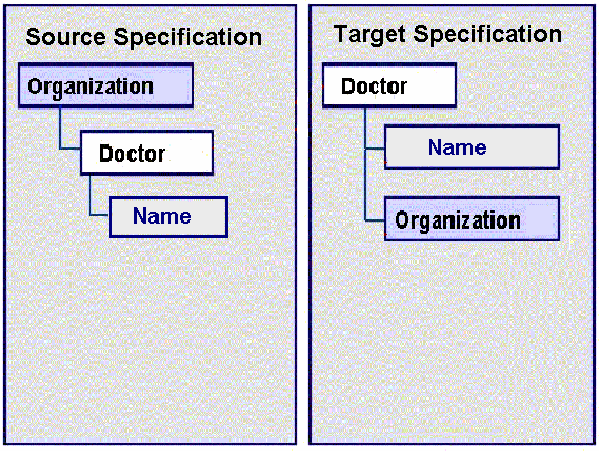 Source Specification
Organization
Doctor
Name
Target Specification
Doctor
Name
Organization